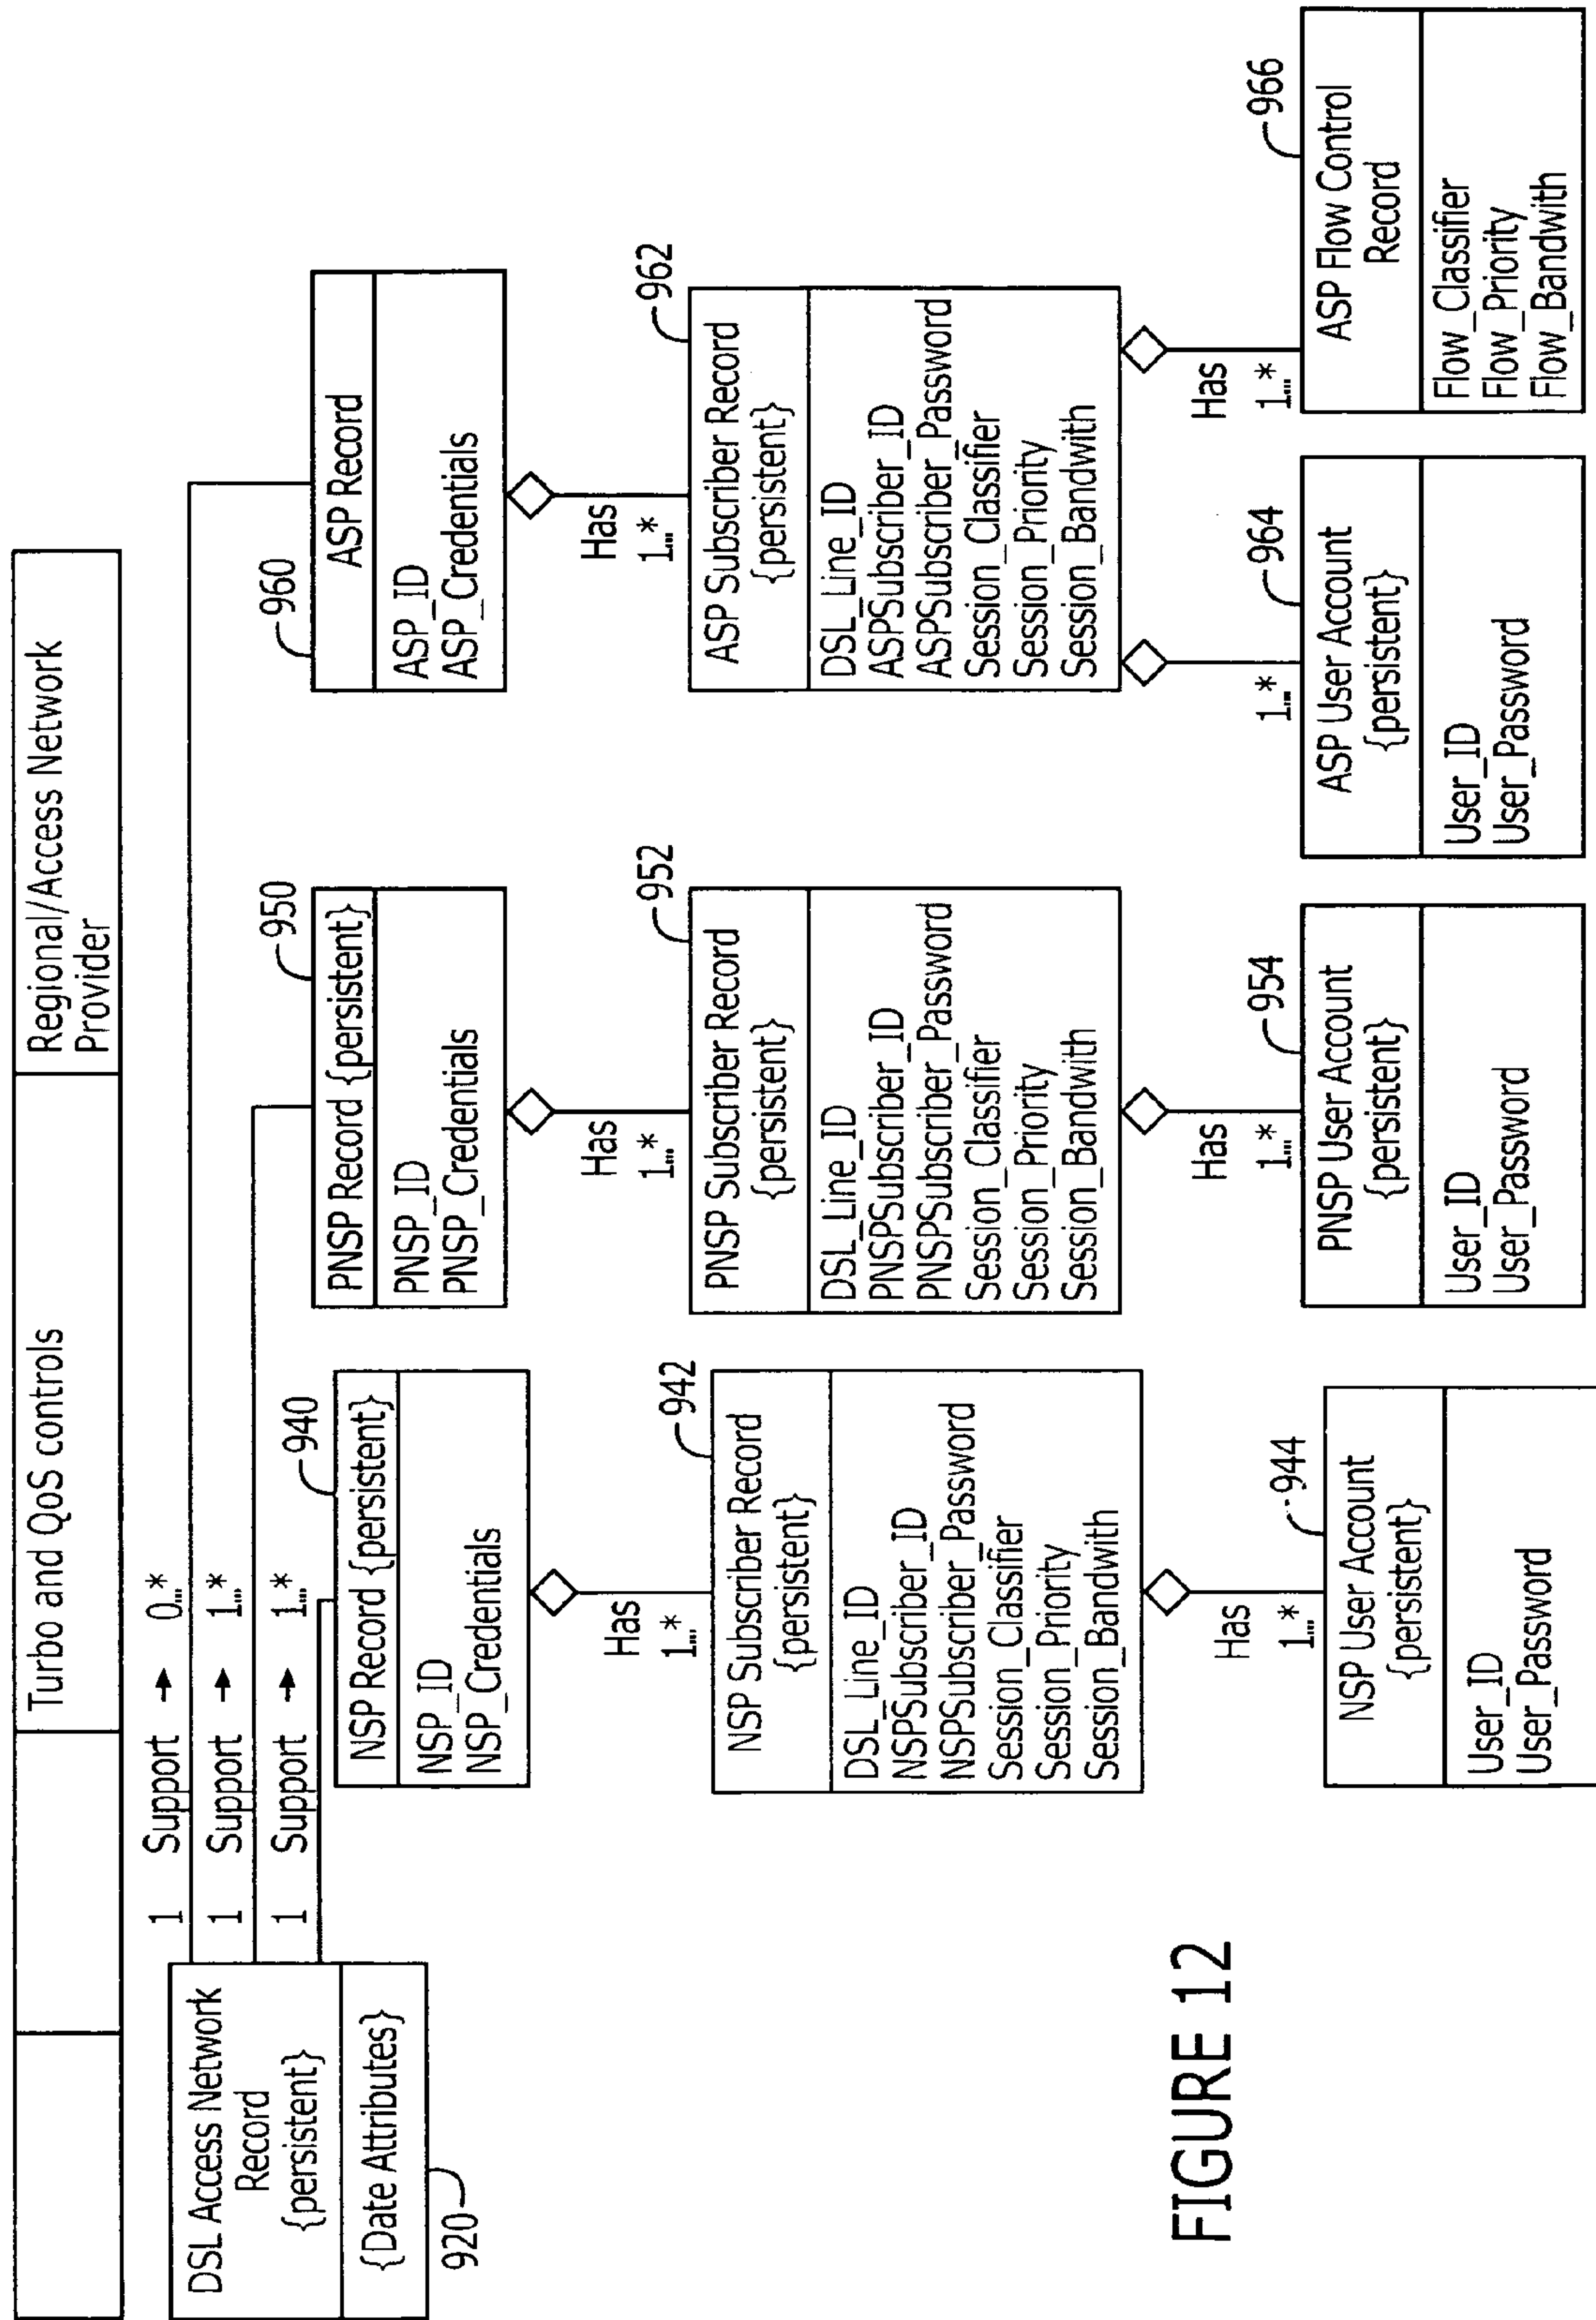 Turbo and QoS controls
Regional/Access Network
Provider
DSL Access Network
Record
{persistent}
{Date Attributes}
920
1 Support → 0...*
1 Support → 1...*
1 Support → 1...*
940
NSP Record {persistent}
NSP_ID
NSP_Credentials
Has
1...*
942
NSP Subscriber Record
{persistent}
DSL_Line_ID
NSPSubscriber_ID
NSPSubscriber_Password
Session_Classifier
Session_Priority
Session_Bandwith
Has
1...*
944
NSP User Account
{persistent}
User_ID
User_Password
950
PNSP Record {persistent}
PNSP_ID
PNSP_Credentials
Has
1...*
952
PNSP Subscriber Record
{persistent}
DSL_Line_ID
PNSPSubscriber_ID
PNSPSubscriber_Password
Session_Classifier
Session_Priority
Session_Bandwith
Has
1...*
954
PNSP User Account
{persistent}
User_ID
User_Password
960
ASP Record
ASP_ID
ASP_Credentials
Has
1...*
962
ASP Subscriber Record
{persistent}
DSL_Line_ID
ASPSubscriber_ID
ASPSubscriber_Password
Session_Classifier
Session_Priority
Session_Bandwith
1...*
964
ASP User Account
{persistent}
User_ID
User_Password
Has
1...*
966
ASP Flow Control
Record
Flow_Classifier
Flow_Priority
Flow_Bandwith
FIGURE 12